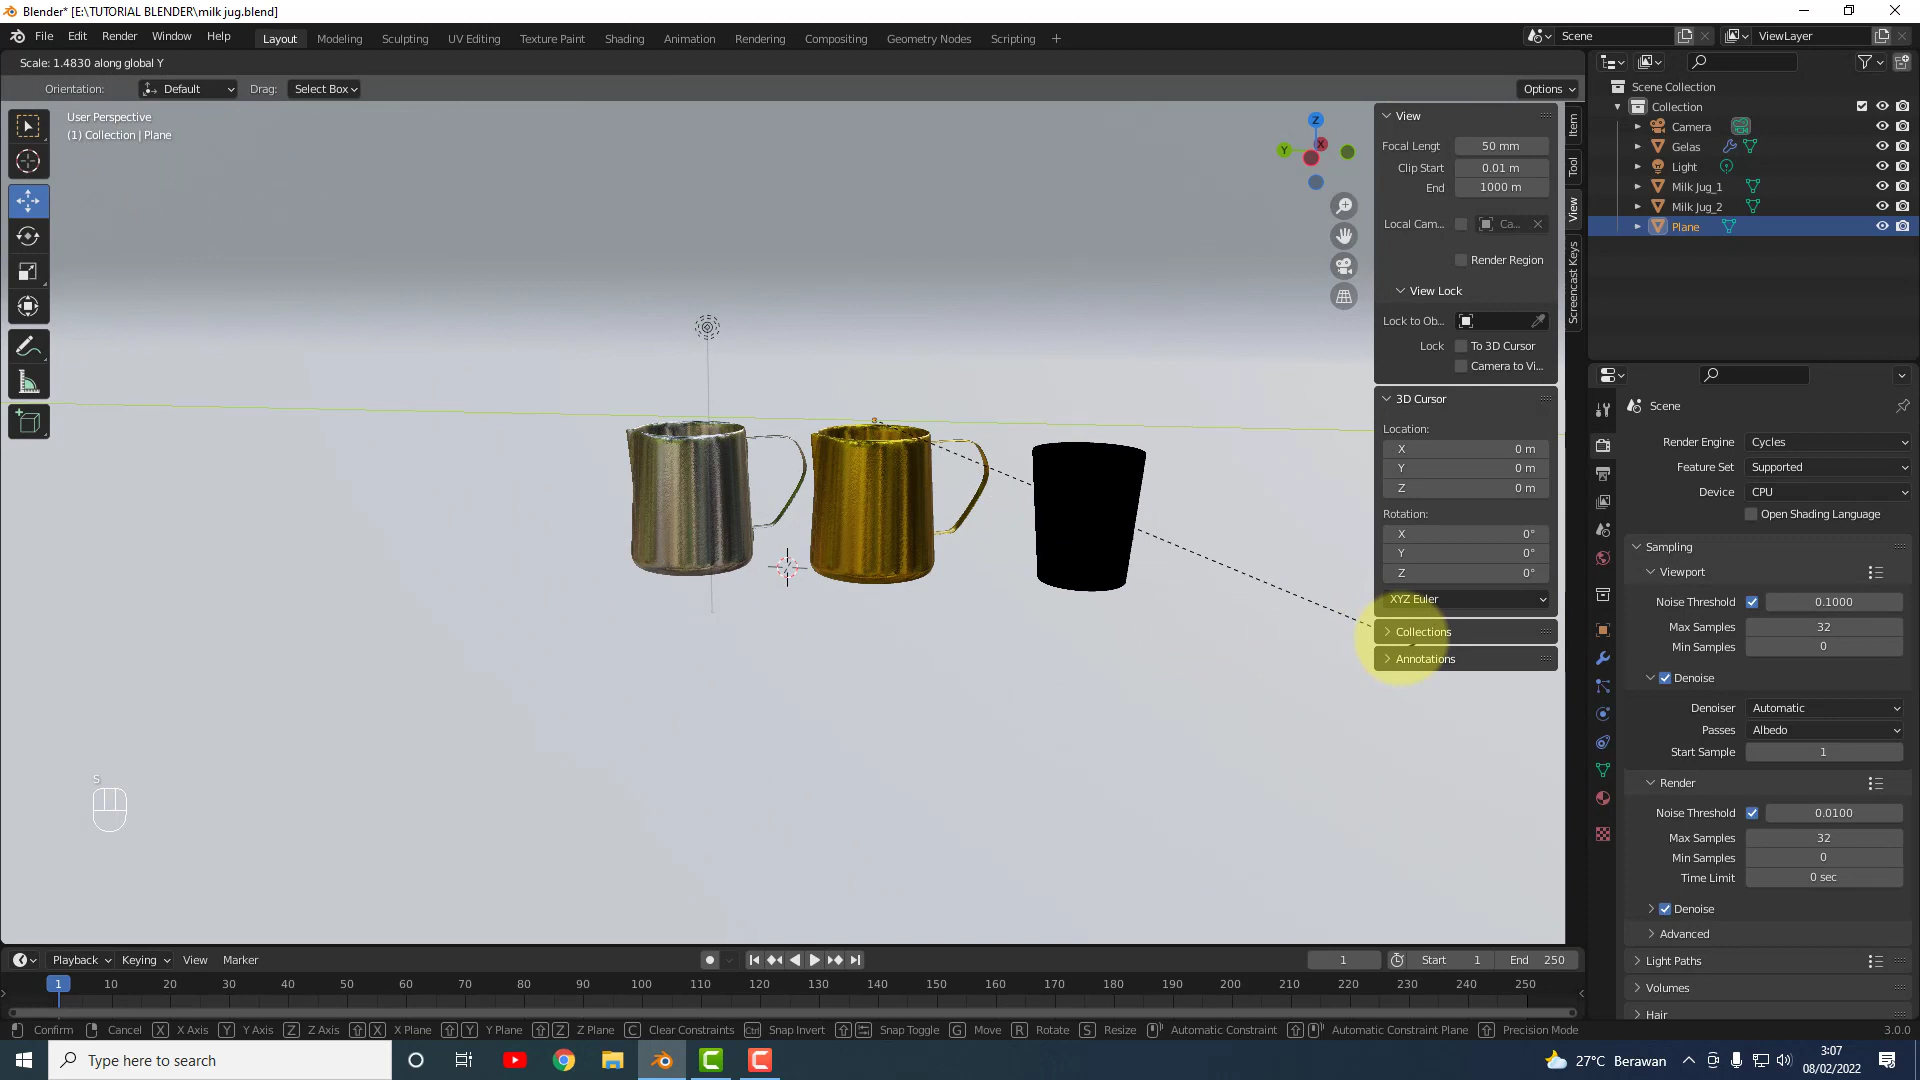 Blender* [E:\TUTORIAL BLENDER\milk jug.blend]
File Edit Render Window Help Layout Modeling Sculpting UV Editing Texture Paint Shading Animation Rendering Compositing Geometry Nodes Scripting + Scene ViewLayer
Scale: 1.4830 along global Y
Orientation: Default Drag: Select Box Options
User Perspective
(1) Collection | Plane
Z
Y
X
View
Focal Lengt 50 mm
Clip Start 0.01 m
End 1000 m
Local Cam... Ca...
Render Region
View Lock
Lock to Ob...
Lock To 3D Cursor
Camera to Vi...
3D Cursor
Location:
X 0 m
Y 0 m
Z 0 m
Rotation:
X 0°
Y 0°
Z 0°
XYZ Euler
Collections
Annotations
Item
Tool
View
Screencast Keys
S
Scene Collection
Collection
Camera
Gelas
Light
Milk Jug_1
Milk Jug_2
Plane
Scene
Render Engine Cycles
Feature Set Supported
Device CPU
Open Shading Language
Sampling
Viewport
Noise Threshold 0.1000
Max Samples 32
Min Samples 0
Denoise
Denoiser Automatic
Passes Albedo
Start Sample 1
Render
Noise Threshold 0.0100
Max Samples 32
Min Samples 0
Time Limit 0 sec
Denoise
Advanced
Light Paths
Volumes
Hair
Playback Keying View Marker 1 Start 1 End 250
1 10 20 30 40 50 60 70 80 90 100 110 120 130 140 150 160 170 180 190 200 210 220 230 240 250
Confirm Cancel X X Axis Y Y Axis Z Z Axis X X Plane Y Y Plane Z Z Plane C Clear Constraints Ctrl Snap Invert Snap Toggle G Move R Rotate S Resize Automatic Constraint Automatic Constraint Plane Precision Mode 3.0.0
Type here to search
27°C Berawan
3:07
08/02/2022